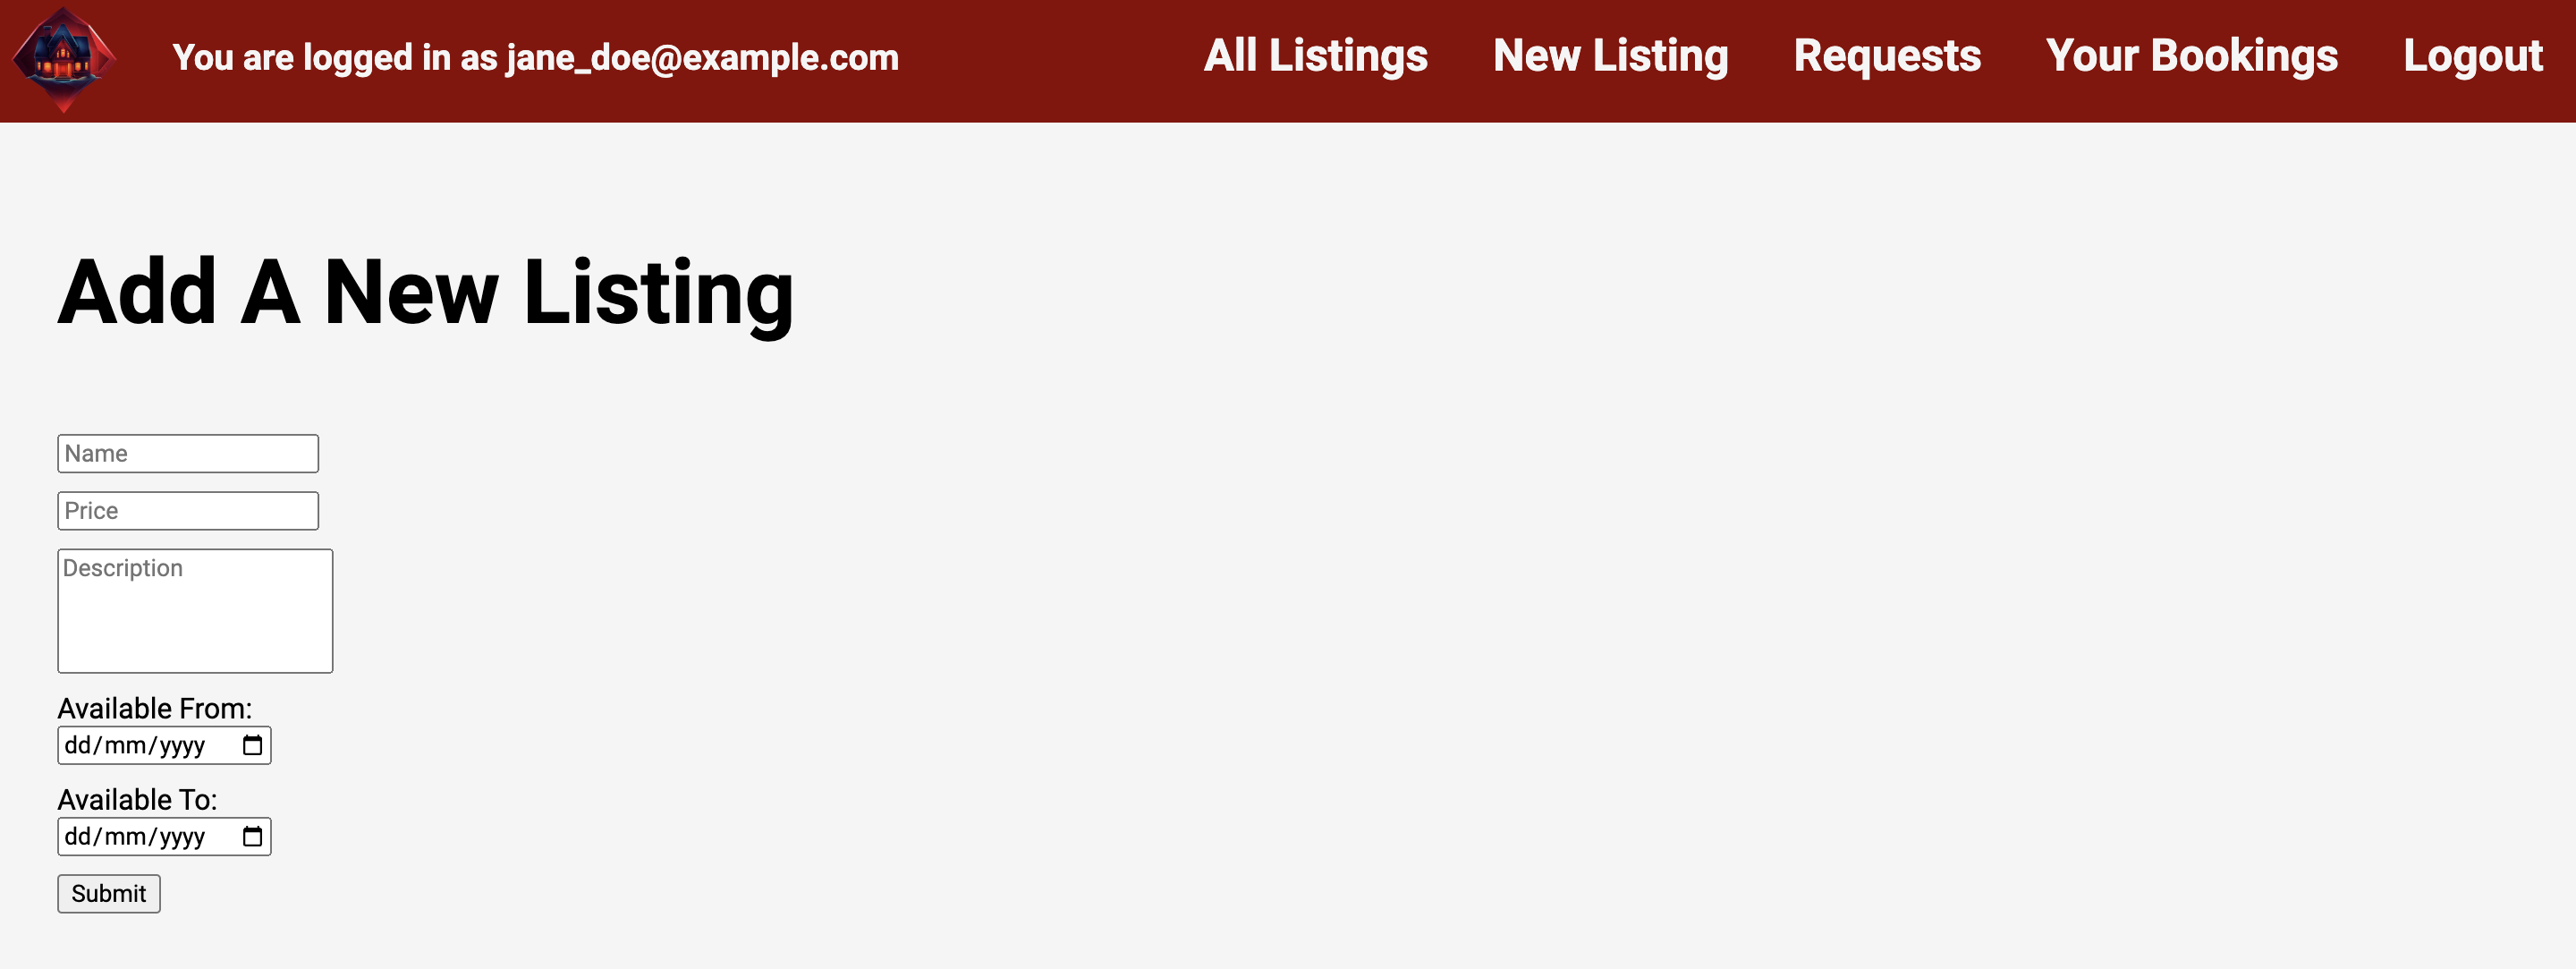 You are logged in as jane_doe@example.com
All Listings
New Listing
Requests
Your Bookings
Logout
Add A New Listing
Name
Price
Description
Available From:
dd/mm/yyyy
Available To:
dd/mm/yyyy
Submit